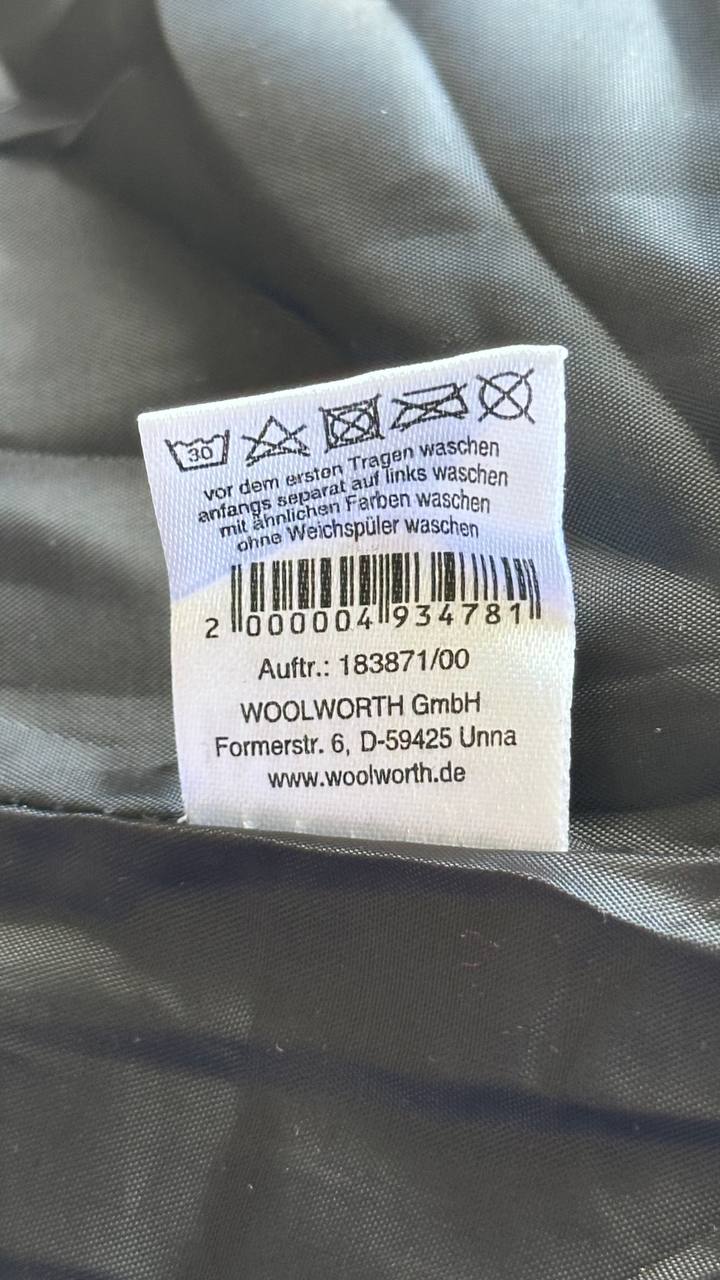 30
vor dem ersten Tragen waschen
anfangs separat auf links waschen
mit ähnlichen Farben waschen
ohne Weichspüler waschen
2 000004 934781
Auftr.: 183871/00
WOOLWORTH GmbH
Formerstr. 6, D-59425 Unna
www.woolworth.de